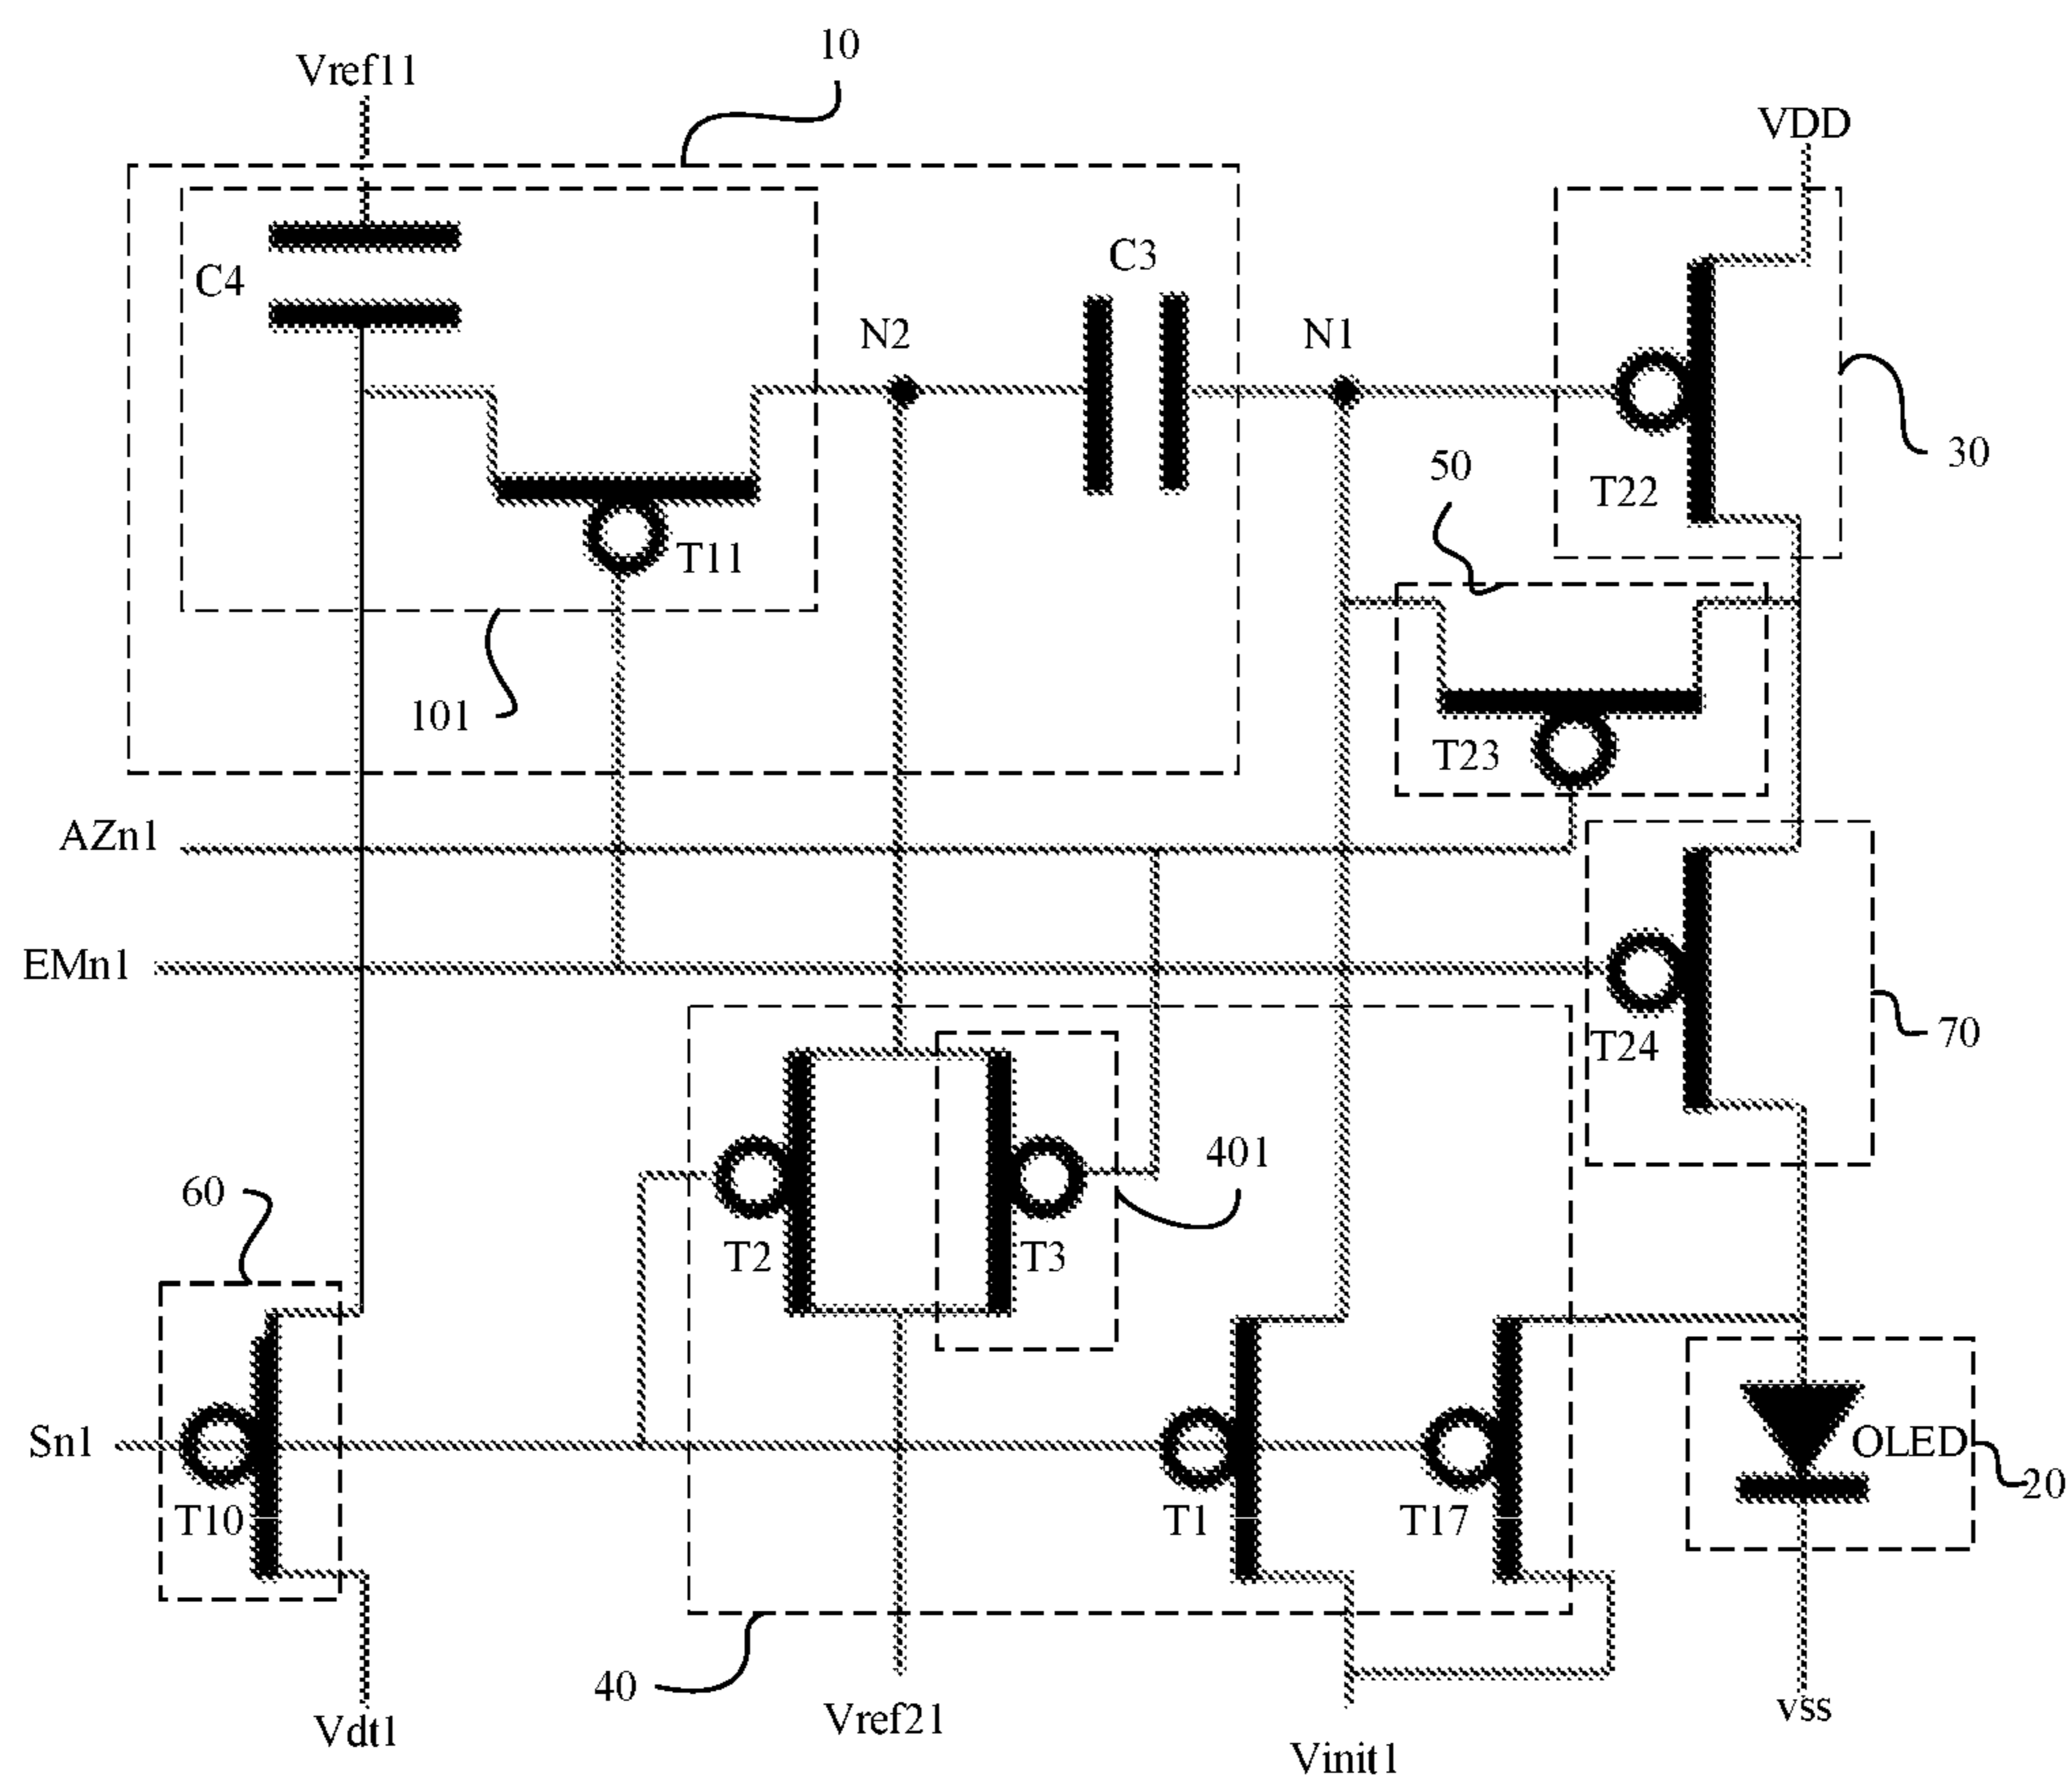 10
Vref11
VDD
C4
C3
N2
N1
30
50
T22
T11
101
T23
AZn1
EMn1
T24
70
401
60
T2
T3
Sn1
OLED
20
T10
T1
T17
40
Vdt1
Vref21
Vinit1
vss